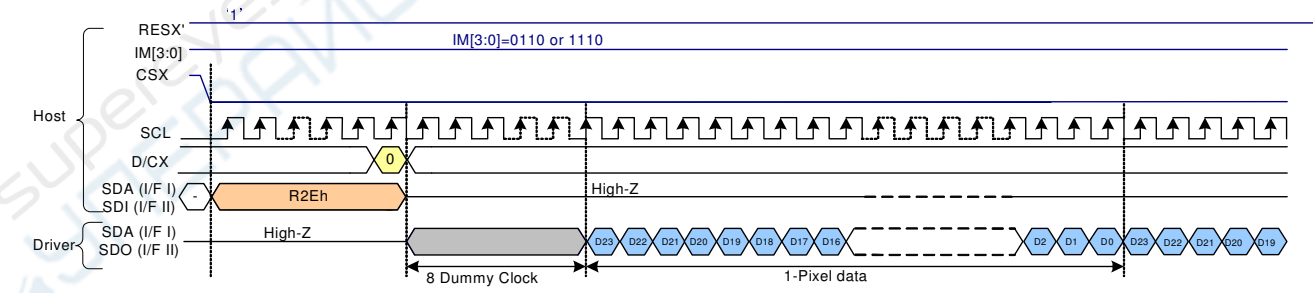 '1'
RESX'
IM[3:0]
IM[3:0]=0110 or 1110
CSX
Host
SCL
D/CX
0
SDA (I/F I)
SDI (I/F II)
-
R2Eh
High-Z
Driver
SDA (I/F I)
SDO (I/F II)
High-Z
D23 D22 D21 D20 D19 D18 D17 D16 D2 D1 D0 D23 D22 D21 D20 D19
8 Dummy Clock
1-Pixel data